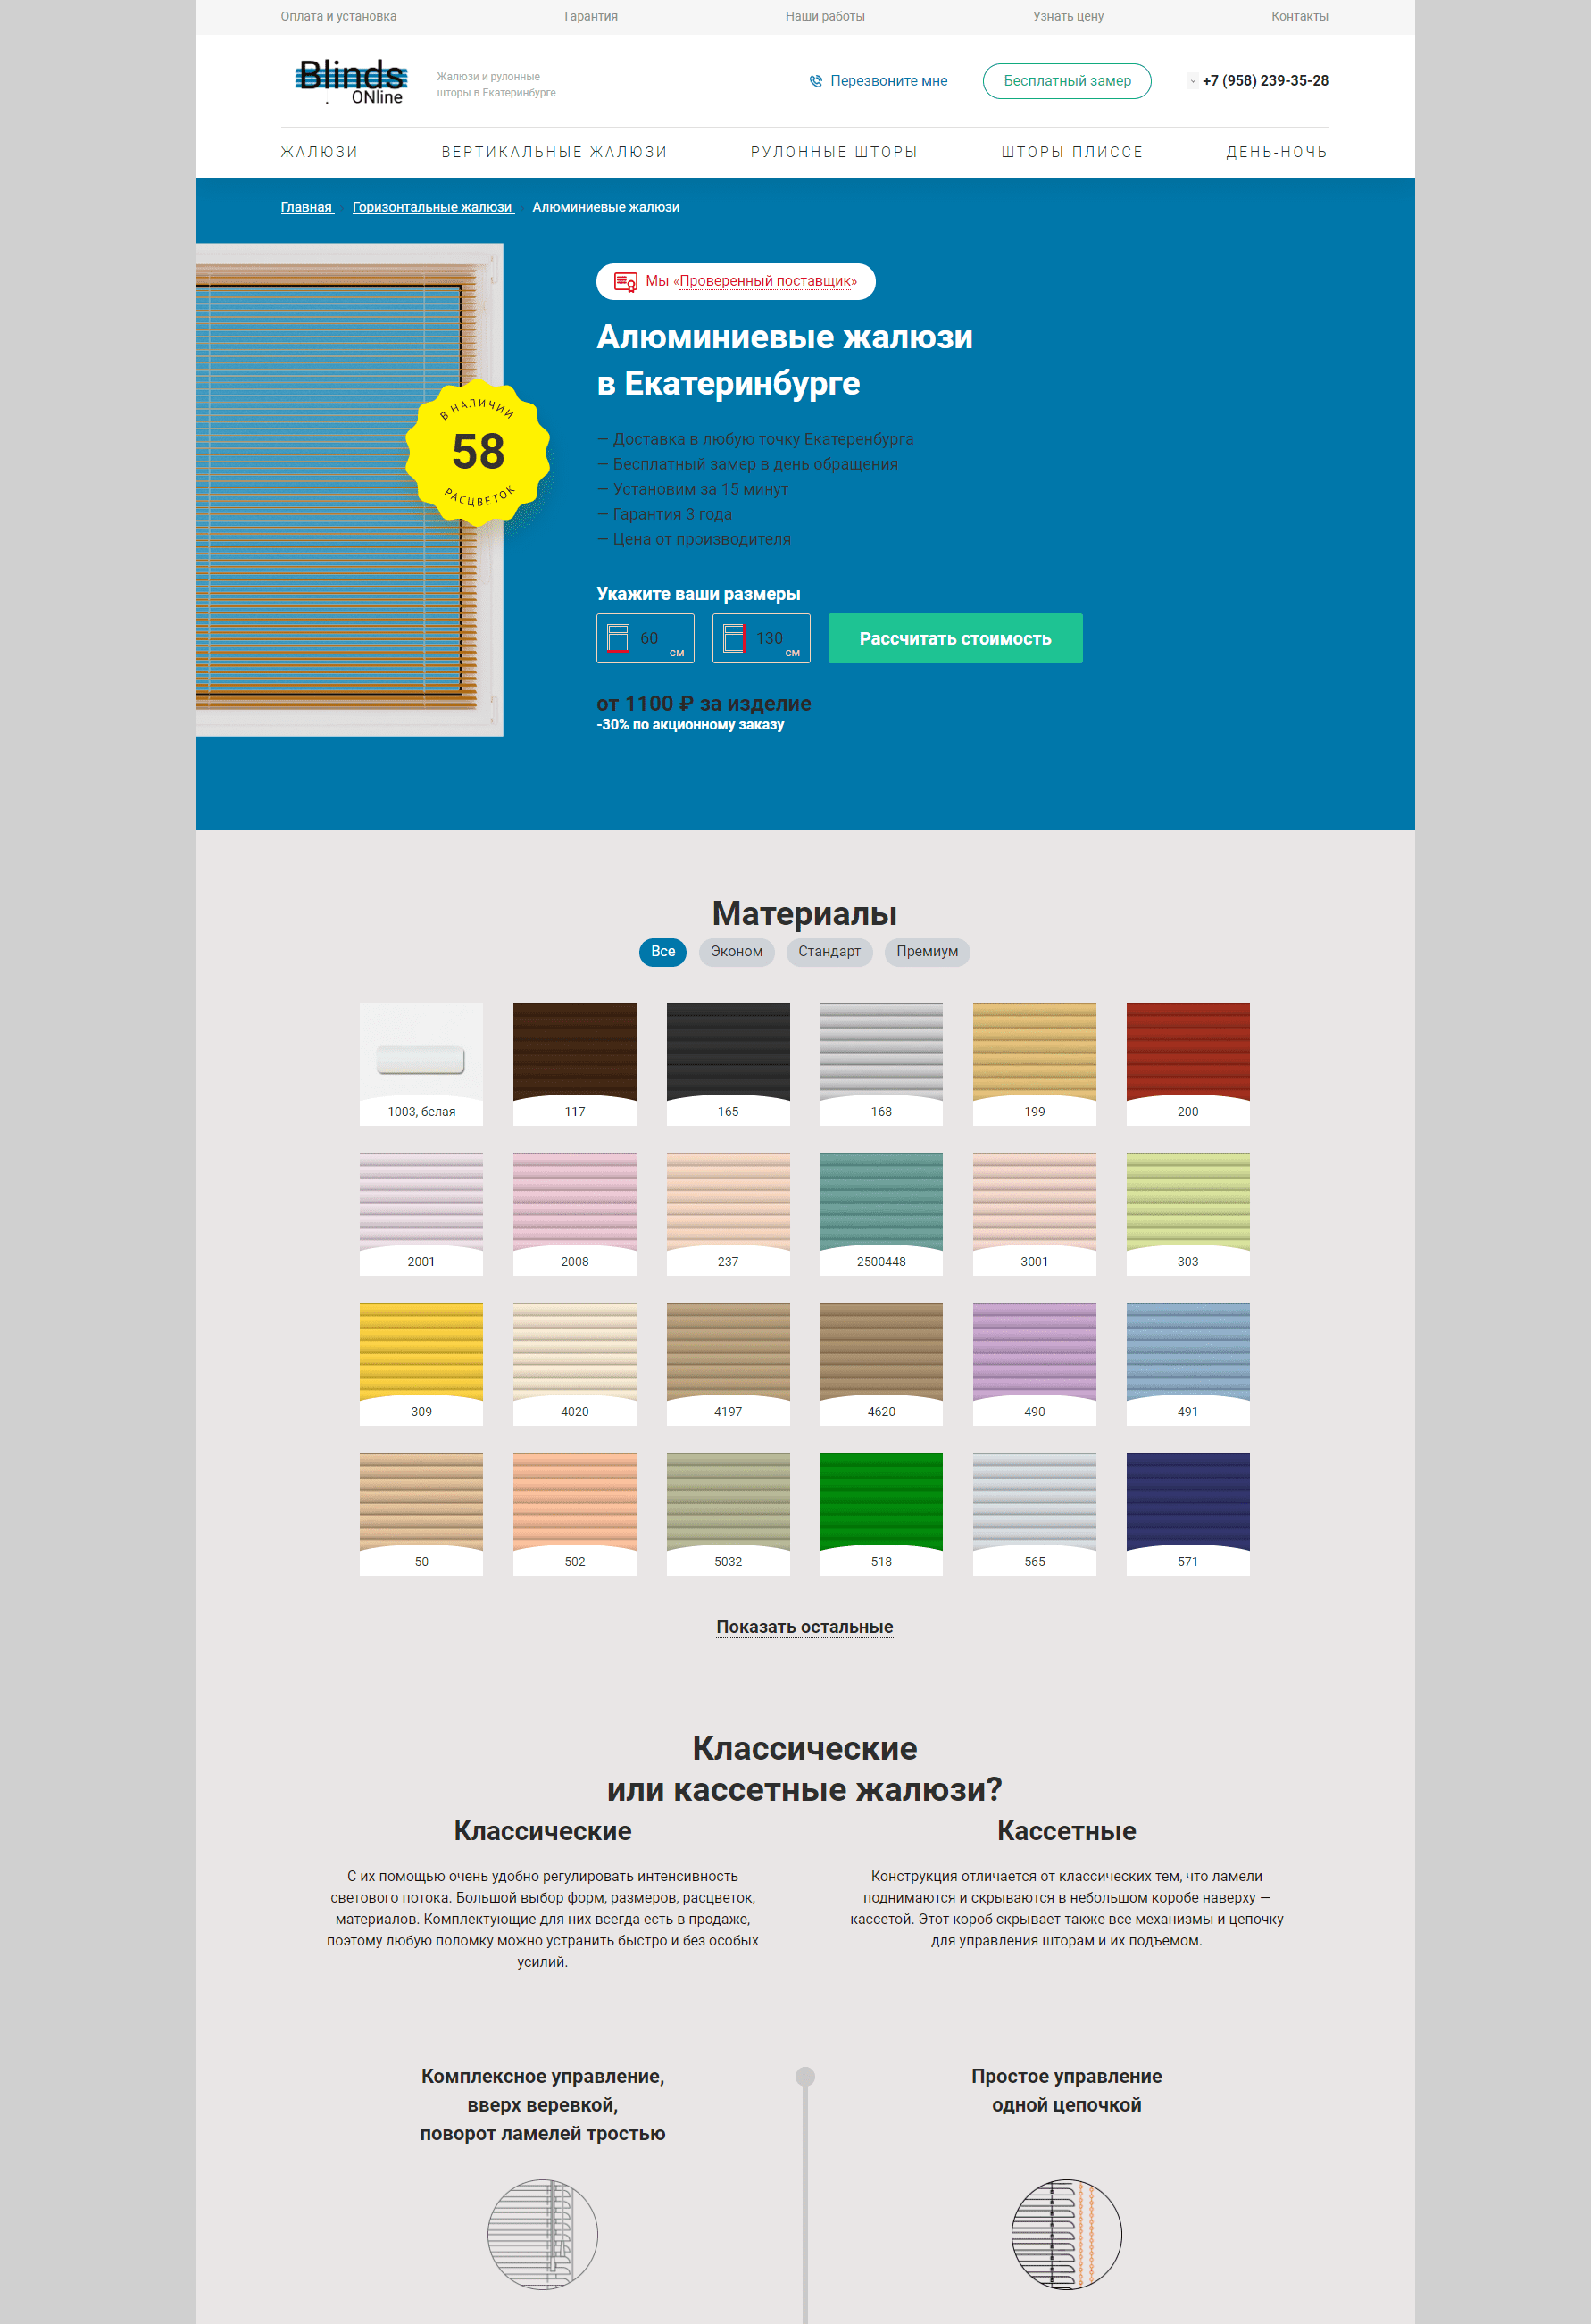 Оплата и установка
Гарантия
Наши работы
Узнать цену
Контакты
Blinds
ONline
Жалюзи и рулонные
шторы в Екатеринбурге
Перезвоните мне
Бесплатный замер
+7 (958) 239-35-28
ЖАЛЮЗИ
ВЕРТИКАЛЬНЫЕ ЖАЛЮЗИ
РУЛОННЫЕ ШТОРЫ
ШТОРЫ ПЛИССЕ
ДЕНЬ-НОЧЬ
Главная
Горизонтальные жалюзи
Алюминиевые жалюзи
Мы «Проверенный поставщик»
Алюминиевые жалюзи
в Екатеринбурге
В НАЛИЧИИ
58
РАСЦВЕТОК
— Доставка в любую точку Екатеренбурга
— Бесплатный замер в день обращения
— Установим за 15 минут
— Гарантия 3 года
— Цена от производителя
Укажите ваши размеры
60 см
130 см
Рассчитать стоимость
от 1100 ₽ за изделие
-30% по акционному заказу
Материалы
Все
Эконом
Стандарт
Премиум
1003, белая
117
165
168
199
200
2001
2008
237
2500448
3001
303
309
4020
4197
4620
490
491
50
502
5032
518
565
571
Показать остальные
Классические
или кассетные жалюзи?
Классические
С их помощью очень удобно регулировать интенсивность
светового потока. Большой выбор форм, размеров, расцветок,
материалов. Комплектующие для них всегда есть в продаже,
поэтому любую поломку можно устранить быстро и без особых
усилий.
Кассетные
Конструкция отличается от классических тем, что ламели
поднимаются и скрываются в небольшом коробе наверху —
кассетой. Этот короб скрывает также все механизмы и цепочку
для управления шторам и их подъемом.
Комплексное управление,
вверх веревкой,
поворот ламелей тростью
Простое управление
одной цепочкой